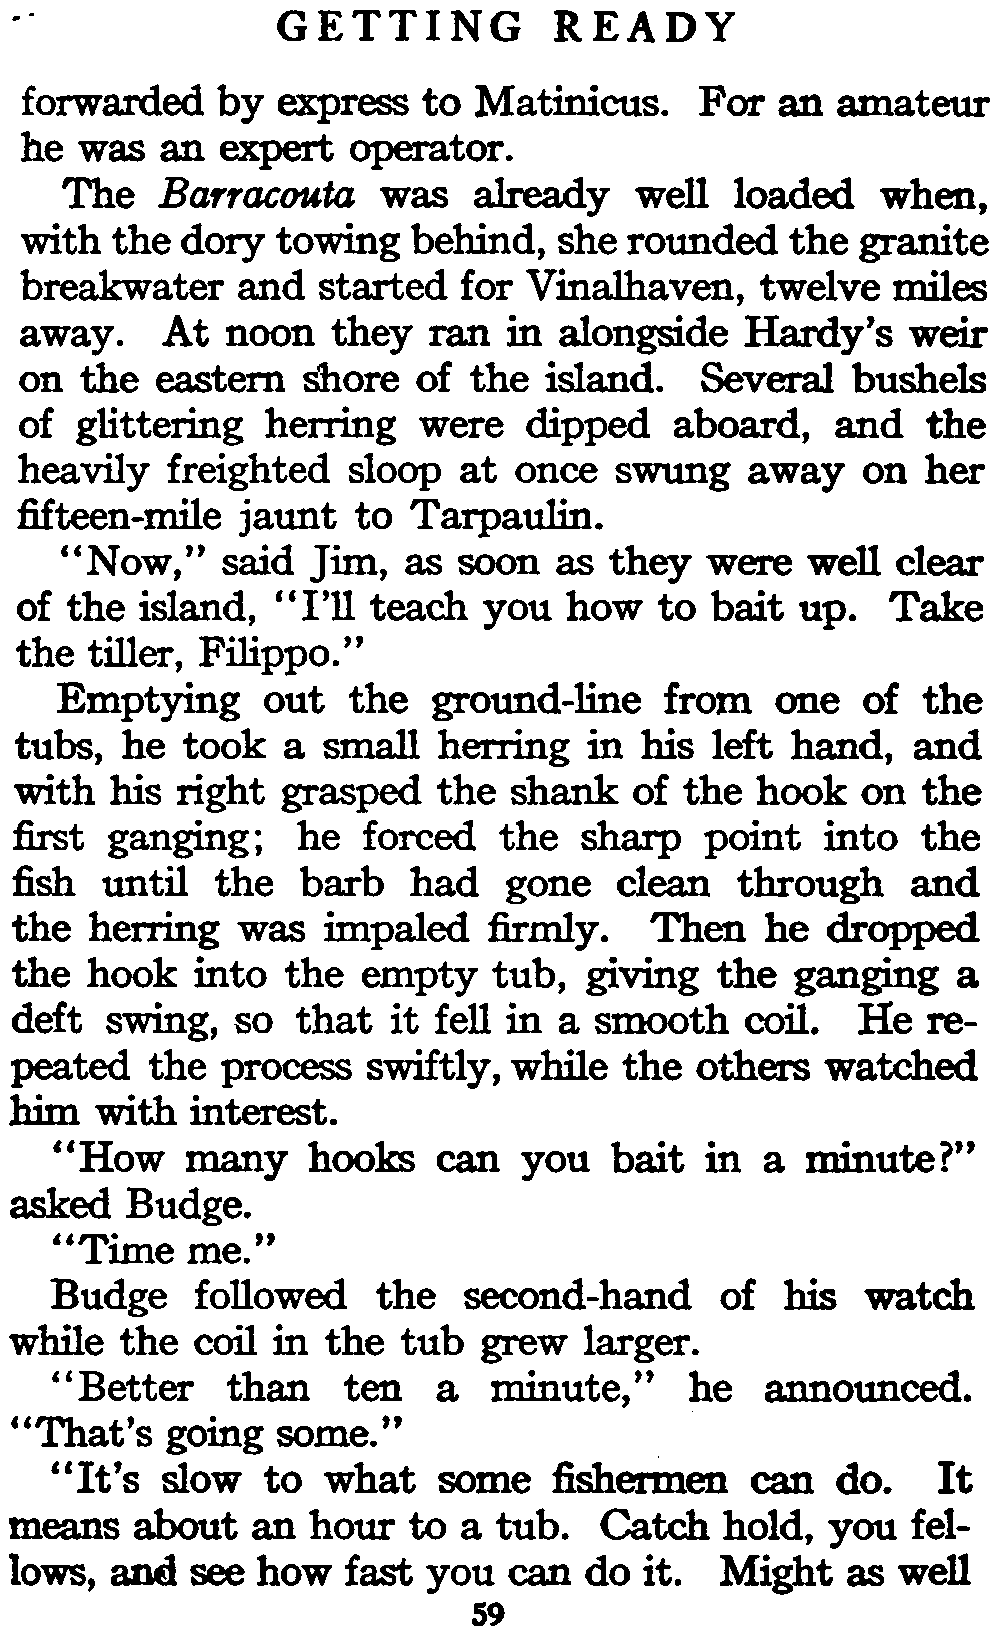 GETTING READY
forwarded by express to Matinicus. For an amateur
he was an expert operator.
The Barracouta was already well loaded when,
with the dory towing behind, she rounded the granite
breakwater and started for Vinalhaven, twelve miles
away. At noon they ran in alongside Hardy's weir
on the eastern shore of the island. Several bushels
of glittering herring were dipped aboard, and the
heavily freighted sloop at once swung away on her
fifteen-mile jaunt to Tarpaulin.
"Now," said Jim, as soon as they were well clear
of the island, "I'll teach you how to bait up. Take
the tiller, Filippo."
Emptying out the ground-line from one of the
tubs, he took a small herring in his left hand, and
with his right grasped the shank of the hook on the
first ganging; he forced the sharp point into the
fish until the barb had gone clean through and
the herring was impaled firmly. Then he dropped
the hook into the empty tub, giving the ganging a
deft swing, so that it fell in a smooth coil. He re-
peated the process swiftly, while the others watched
him with interest.
"How many hooks can you bait in a minute?"
asked Budge.
"Time me."
Budge followed the second-hand of his watch
while the coil in the tub grew larger.
"Better than ten a minute," he announced.
"That's going some."
"It's slow to what some fishermen can do. It
means about an hour to a tub. Catch hold, you fel-
lows, and see how fast you can do it. Might as well
59